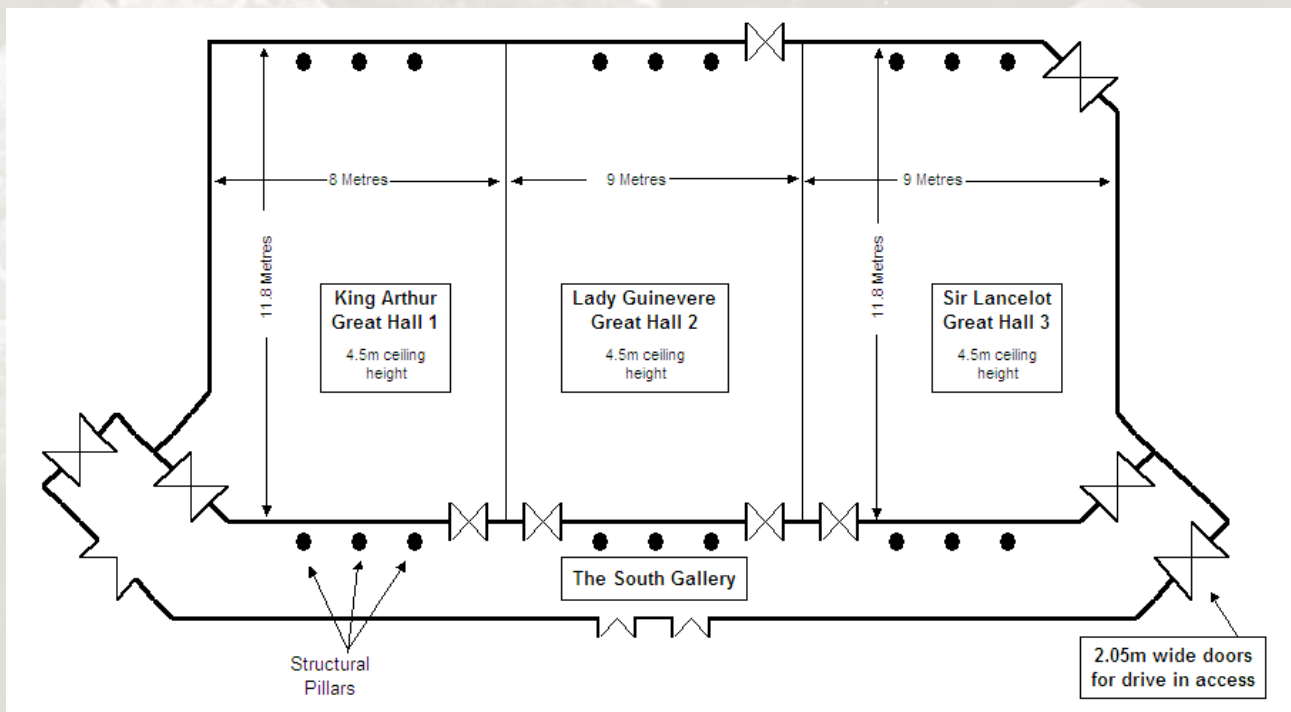 8 Metres
9 Metres
9 Metres
11.8 Metres
11.8 Metres
King Arthur
Great Hall 1
4.5m ceiling
height
Lady Guinevere
Great Hall 2
4.5m ceiling
height
Sir Lancelot
Great Hall 3
4.5m ceiling
height
The South Gallery
Structural
Pillars
2.05m wide doors
for drive in access